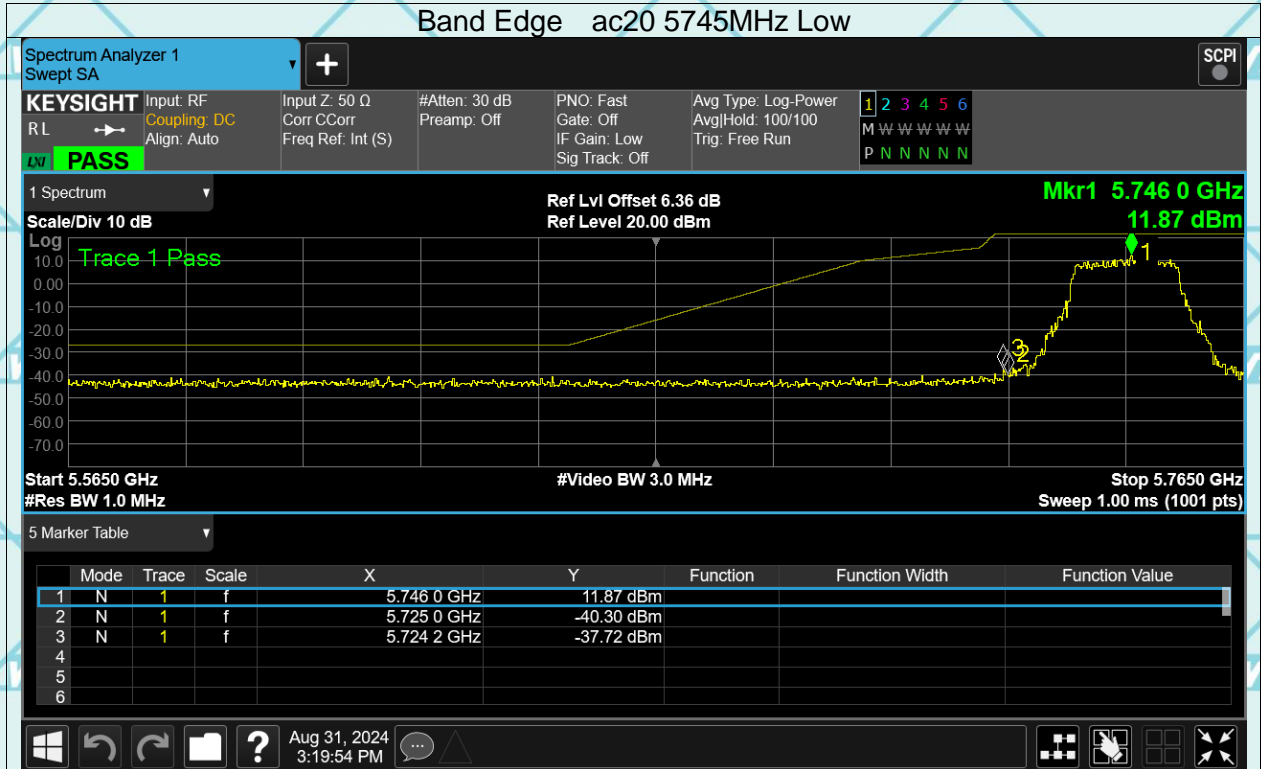 Band Edge ac20 5745MHz Low
Spectrum Analyzer 1
Swept SA
+
SCPI
KEYSIGHT
RL
LXI PASS
Input: RF
Coupling: DC
Align: Auto
Input Z: 50 Ω
Corr CCorr
Freq Ref: Int (S)
#Atten: 30 dB
Preamp: Off
PNO: Fast
Gate: Off
IF Gain: Low
Sig Track: Off
Avg Type: Log-Power
Avg|Hold: 100/100
Trig: Free Run
1 2 3 4 5 6
M W W W W W
P N N N N N
1 Spectrum
Scale/Div 10 dB
Ref Lvl Offset 6.36 dB
Ref Level 20.00 dBm
Mkr1 5.746 0 GHz
11.87 dBm
Log
Trace 1 Pass
1
10.0
0.00
-10.0
-20.0
-30.0
3
2
-40.0
-50.0
-60.0
-70.0
Start 5.5650 GHz
#Video BW 3.0 MHz
Stop 5.7650 GHz
#Res BW 1.0 MHz
Sweep 1.00 ms (1001 pts)
5 Marker Table
Mode Trace Scale X Y Function Function Width Function Value
1 N 1 f 5.746 0 GHz 11.87 dBm
2 N 1 f 5.725 0 GHz -40.30 dBm
3 N 1 f 5.724 2 GHz -37.72 dBm
4
5
6
?
Aug 31, 2024
3:19:54 PM